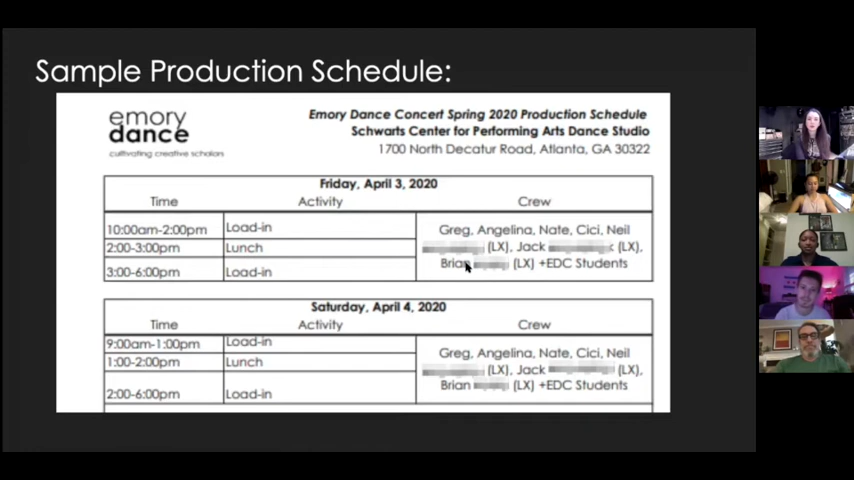 Sample Production Schedule:
emory
dance
cultivating creative scholars
Emory Dance Concert Spring 2020 Production Schedule
Schwarts Center for Performing Arts Dance Studio
1700 North Decatur Road, Atlanta, GA 30322
Friday, April 3, 2020
Time Activity Crew
10:00am-2:00pm Load-in
2:00-3:00pm Lunch
3:00-6:00pm Load-in
Greg, Angelina, Nate, Cici, Neil
(LX), Jack (LX),
Brian (LX) +EDC Students
Saturday, April 4, 2020
Time Activity Crew
9:00am-1:00pm Load-in
1:00-2:00pm Lunch
2:00-6:00pm Load-in
Greg, Angelina, Nate, Cici, Neil
(LX), Jack (LX),
Brian (LX) +EDC Students